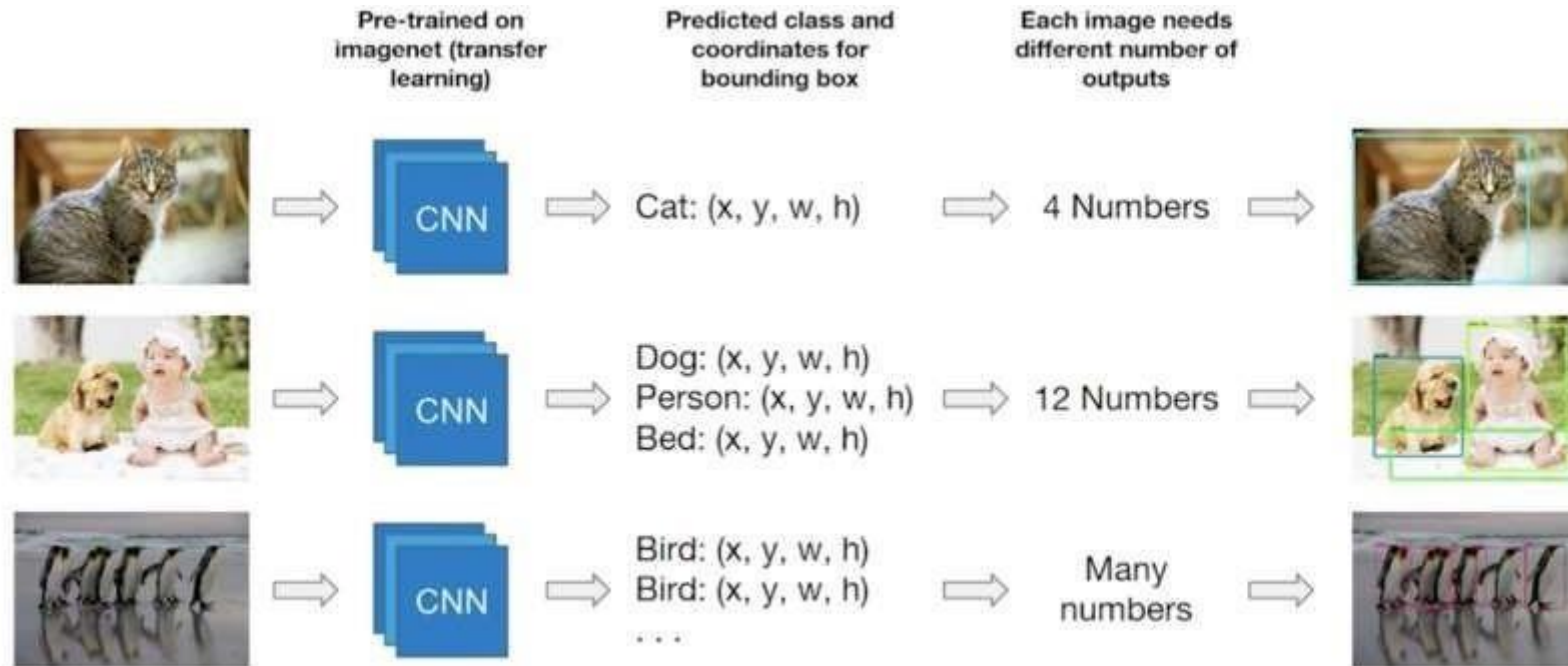 Pre-trained on
imagenet (transfer
learning)
Predicted class and
coordinates for
bounding box
Each image needs
different number of
outputs
CNN
Cat: (x, y, w, h)
4 Numbers
CNN
Dog: (x, y, w, h)
Person: (x, y, w, h)
Bed: (x, y, w, h)
12 Numbers
CNN
Bird: (x, y, w, h)
Bird: (x, y, w, h)
. . .
Many
numbers